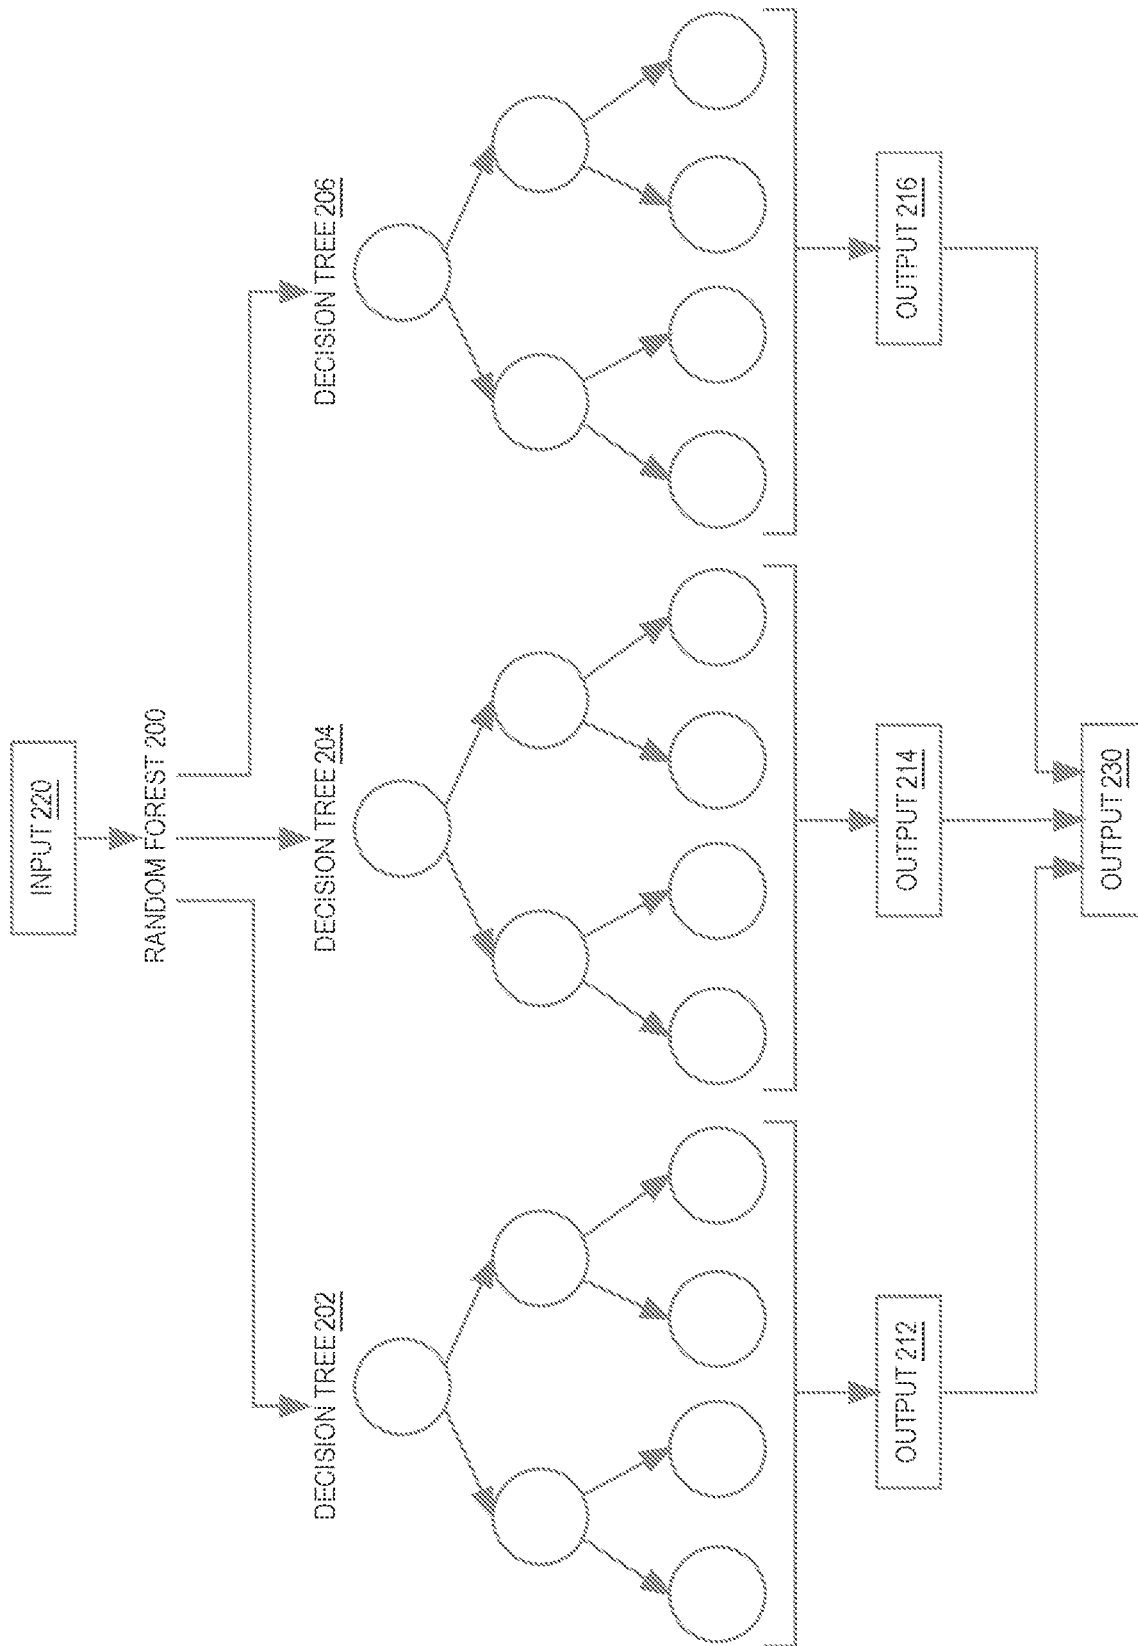 INPUT 220
RANDOM FOREST 200
DECISION TREE 202
DECISION TREE 204
DECISION TREE 206
OUTPUT 212
OUTPUT 214
OUTPUT 216
OUTPUT 230